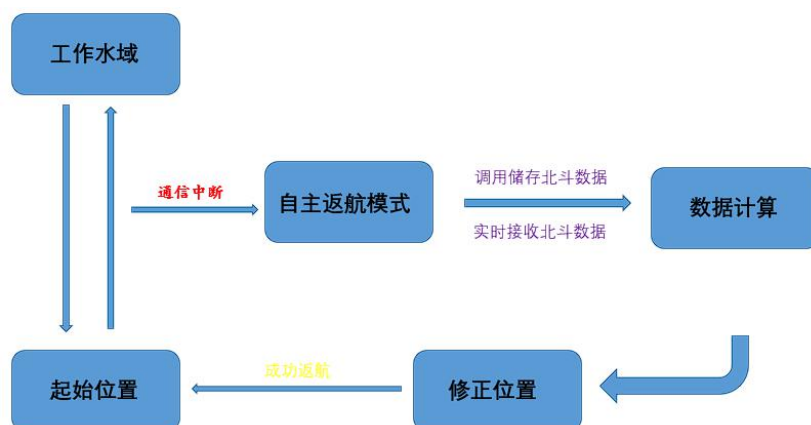 工作水域
通信中断
自主返航模式
调用储存北斗数据
实时接收北斗数据
数据计算
起始位置
成功返航
修正位置